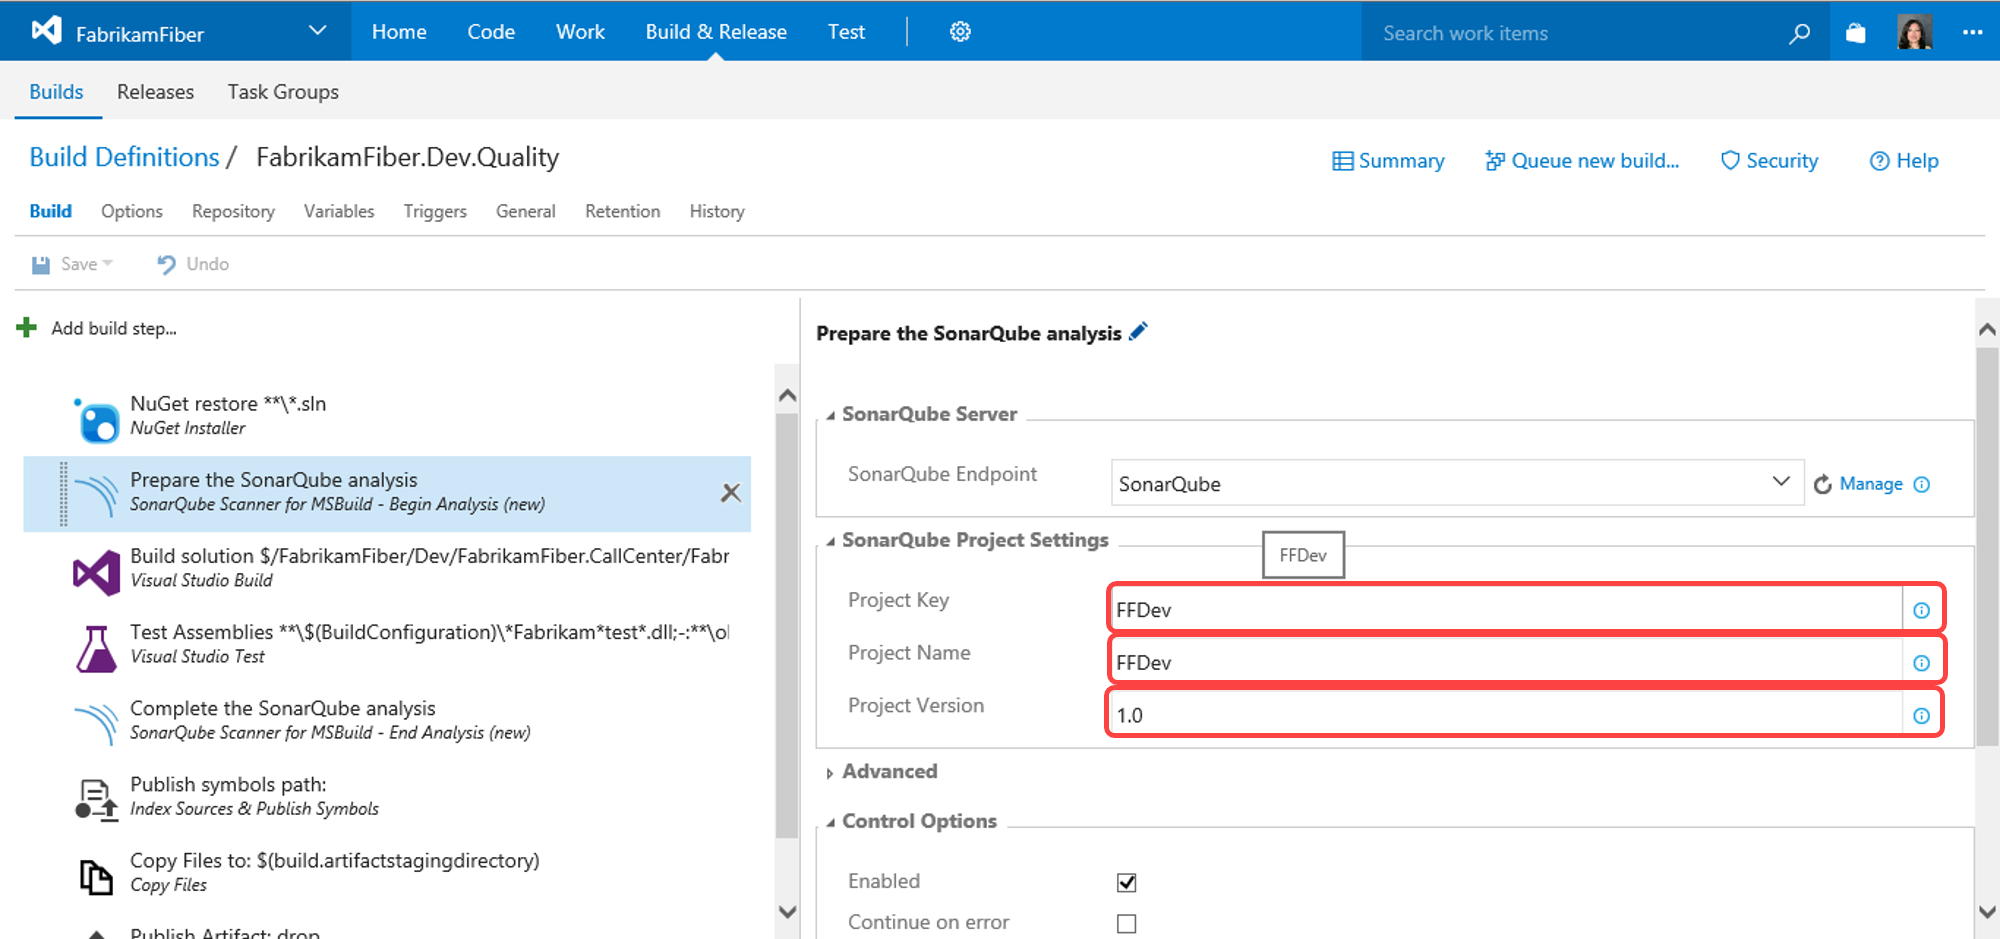 FabrikamFiber
Home Code Work Build & Release Test
Search work items
Builds Releases Task Groups
Build Definitions / FabrikamFiber.Dev.Quality
Summary Queue new build... Security Help
Build Options Repository Variables Triggers General Retention History
Save Undo
Add build step...
NuGet restore **\*.sln
NuGet Installer
Prepare the SonarQube analysis
SonarQube Scanner for MSBuild - Begin Analysis (new)
Build solution $/FabrikamFiber/Dev/FabrikamFiber.CallCenter/Fabr
Visual Studio Build
Test Assemblies **\$(BuildConfiguration)\*Fabrikam*test*.dll;-:**\ol
Visual Studio Test
Complete the SonarQube analysis
SonarQube Scanner for MSBuild - End Analysis (new)
Publish symbols path:
Index Sources & Publish Symbols
Copy Files to: $(build.artifactstagingdirectory)
Copy Files
Publish Artifact: drop
Prepare the SonarQube analysis
SonarQube Server
SonarQube Endpoint SonarQube Manage
SonarQube Project Settings
FFDev
Project Key FFDev
Project Name FFDev
Project Version 1.0
Advanced
Control Options
Enabled
Continue on error